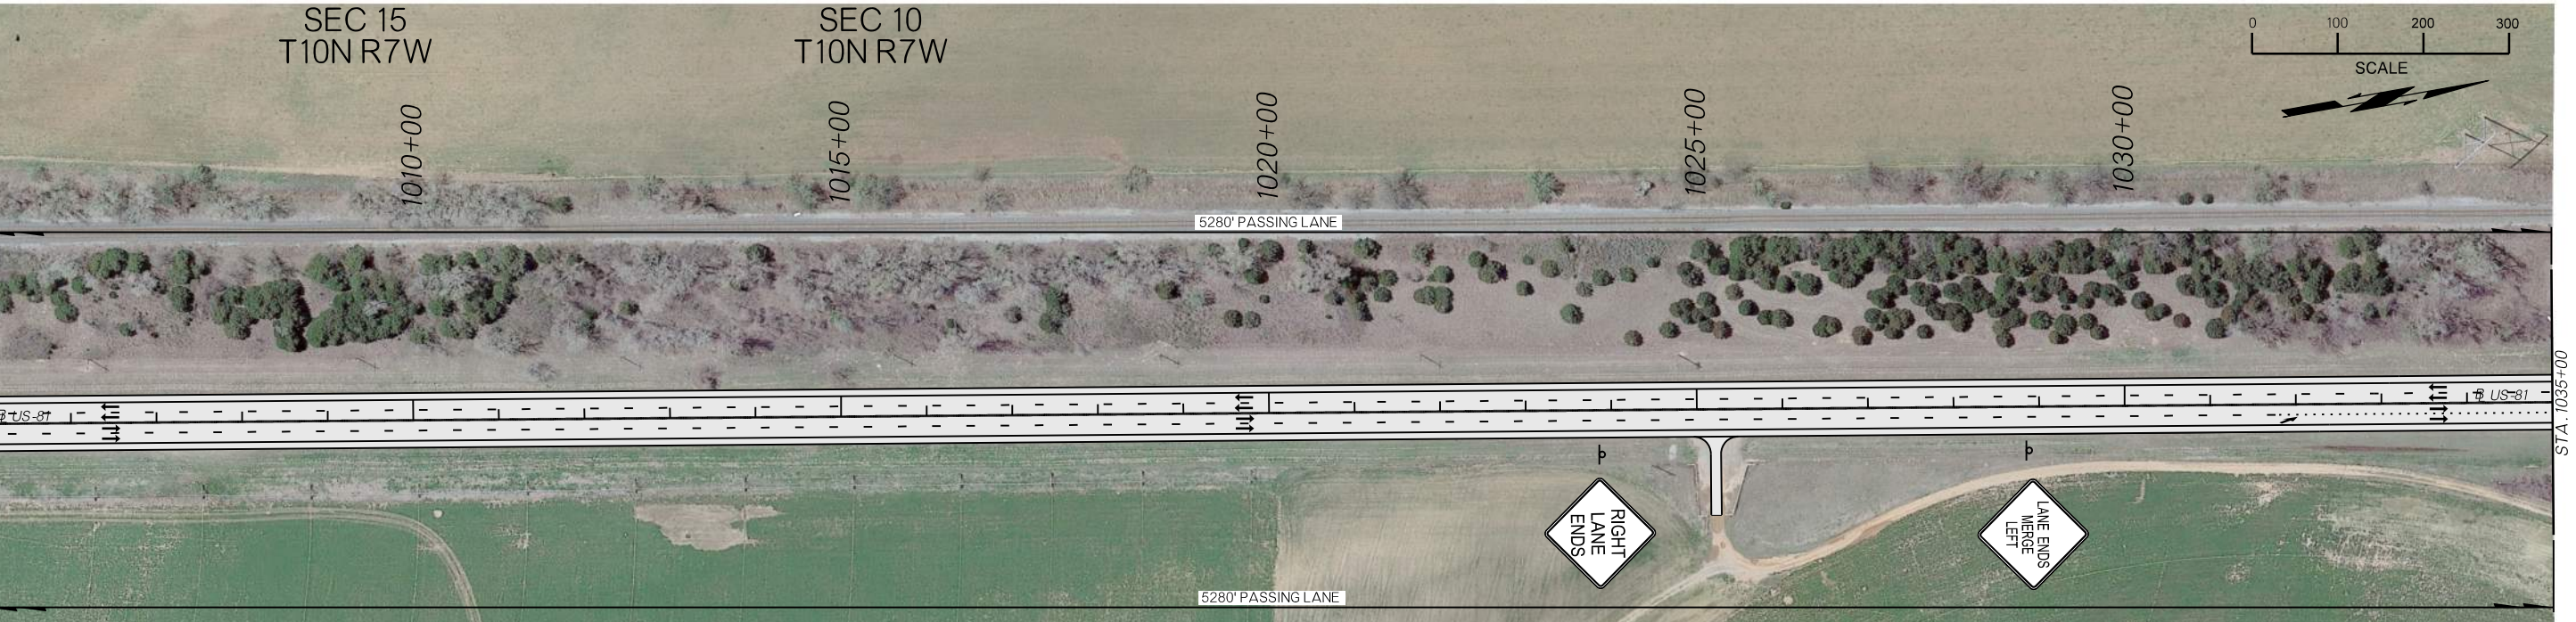 SEC 15
T10N R7W
SEC 10
T10N R7W
0 100 200 300
SCALE
1010+00
1015+00
1020+00
1025+00
1030+00
5280' PASSING LANE
US-81
US-81
STA. 1035+00
RIGHT
LANE
ENDS
LANE ENDS
MERGE
LEFT
5280' PASSING LANE